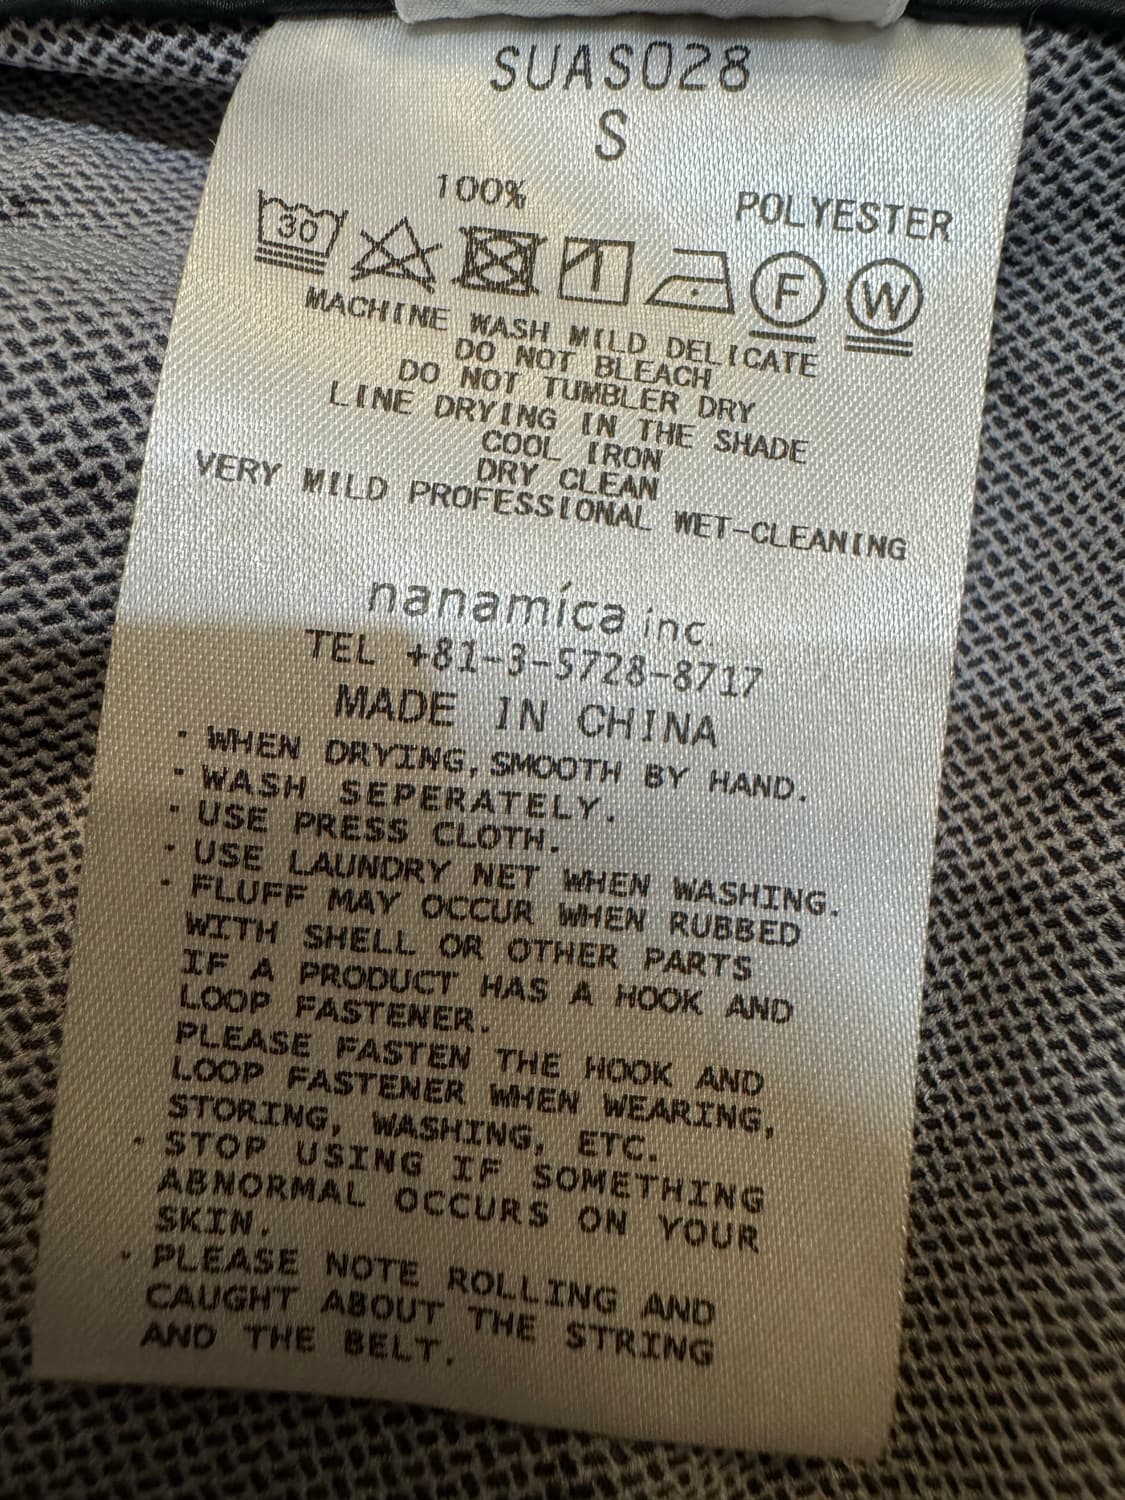 SUAS028
S
100% POLYESTER
30 F W
MACHINE WASH MILD DELICATE
DO NOT BLEACH
DO NOT TUMBLER DRY
LINE DRYING IN THE SHADE
COOL IRON
DRY CLEAN
VERY MILD PROFESSIONAL WET-CLEANING
nanamíca inc.
TEL +81-3-5728-8717
MADE IN CHINA
・WHEN DRYING,SMOOTH BY HAND.
・WASH SEPERATELY.
・USE PRESS CLOTH.
・USE LAUNDRY NET WHEN WASHING.
・FLUFF MAY OCCUR WHEN RUBBED
WITH SHELL OR OTHER PARTS
IF A PRODUCT HAS A HOOK AND
LOOP FASTENER.
PLEASE FASTEN THE HOOK AND
LOOP FASTENER WHEN WEARING,
STORING, WASHING, ETC.
・STOP USING IF SOMETHING
ABNORMAL OCCURS ON YOUR
SKIN.
・PLEASE NOTE ROLLING AND
CAUGHT ABOUT THE STRING
AND THE BELT.